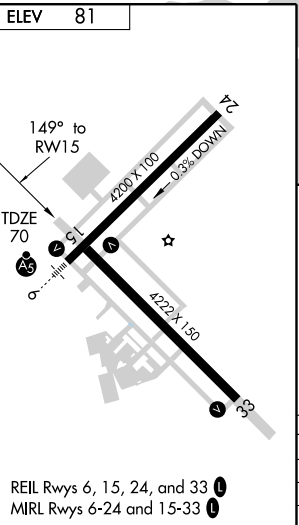 ELEV 81
149° to
RW15
24
4200 X 100
0.3% DOWN
TDZE
70
15
V
V
A5
6
4222 X 150
V
33
REIL Rwys 6, 15, 24, and 33 L
MIRL Rwys 6-24 and 15-33 L